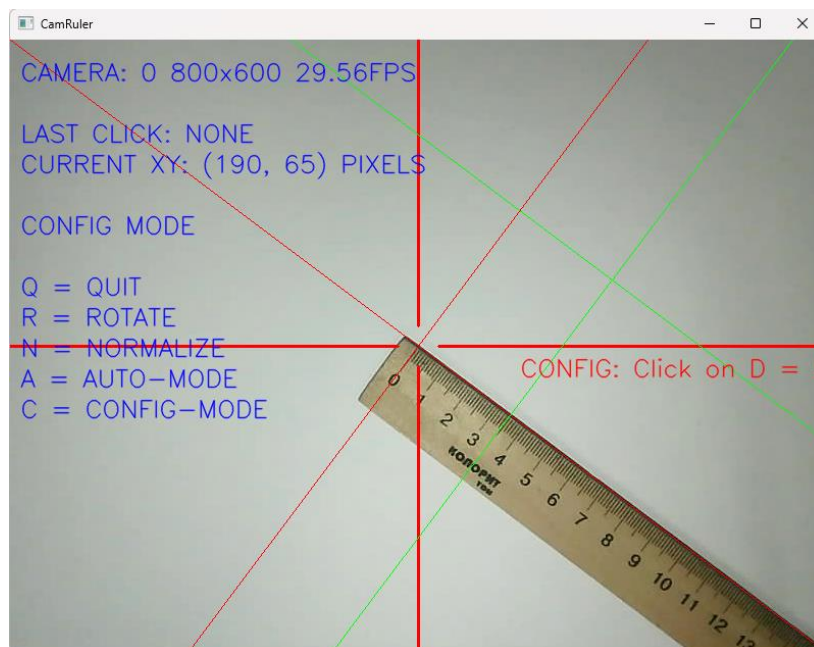 CamRuler
CAMERA: 0 800x600 29.56FPS
LAST CLICK: NONE
CURRENT XY: (190, 65) PIXELS
CONFIG MODE
Q = QUIT
R = ROTATE
N = NORMALIZE
A = AUTO-MODE
C = CONFIG-MODE
CONFIG: Click on D =
0 1 2 3 4 5 6 7 8 9 10 11 12 13
КОЛОРИТ
ТОН